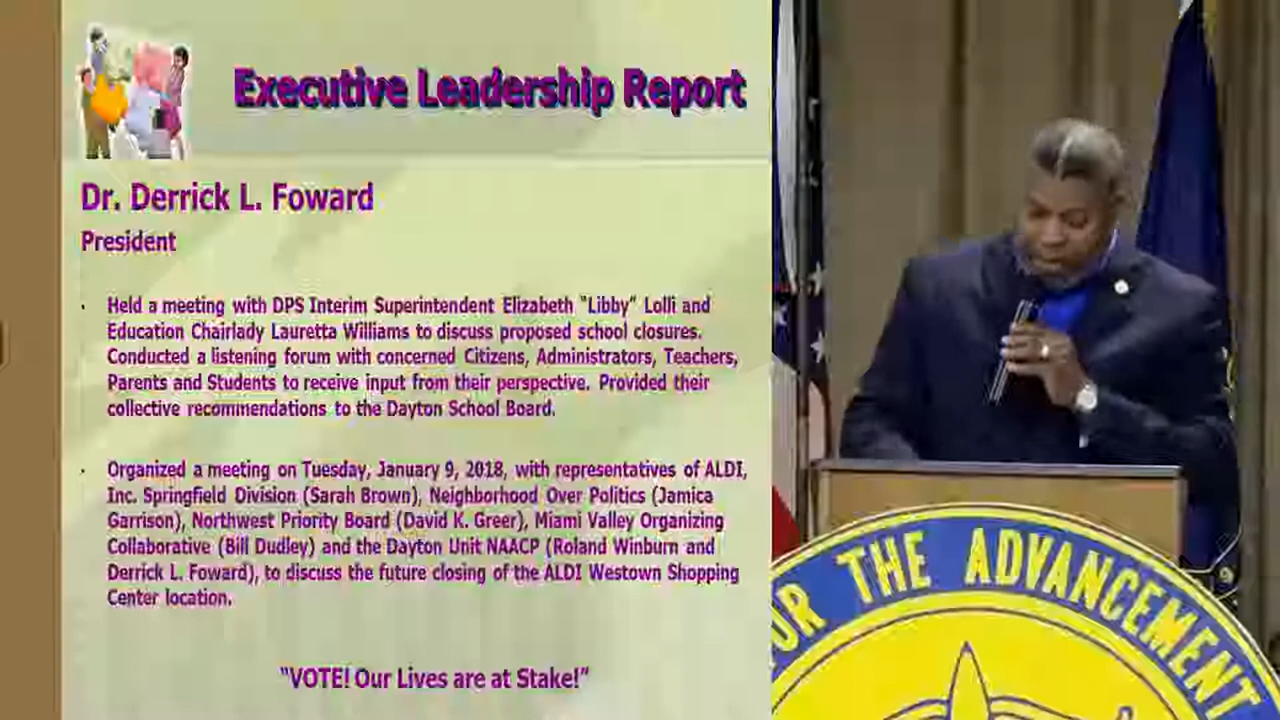 Executive Leadership Report
Dr. Derrick L. Foward
President
· Held a meeting with DPS Interim Superintendent Elizabeth “Libby” Lolli and
Education Chairlady Lauretta Williams to discuss proposed school closures.
Conducted a listening forum with concerned Citizens, Administrators, Teachers,
Parents and Students to receive input from their perspective. Provided their
collective recommendations to the Dayton School Board.
· Organized a meeting on Tuesday, January 9, 2018, with representatives of ALDI,
Inc. Springfield Division (Sarah Brown), Neighborhood Over Politics (Jamica
Garrison), Northwest Priority Board (David K. Greer), Miami Valley Organizing
Collaborative (Bill Dudley) and the Dayton Unit NAACP (Roland Winburn and
Derrick L. Foward), to discuss the future closing of the ALDI Westown Shopping
Center location.
“VOTE! Our Lives are at Stake!”
OR THE ADVANCEMENT